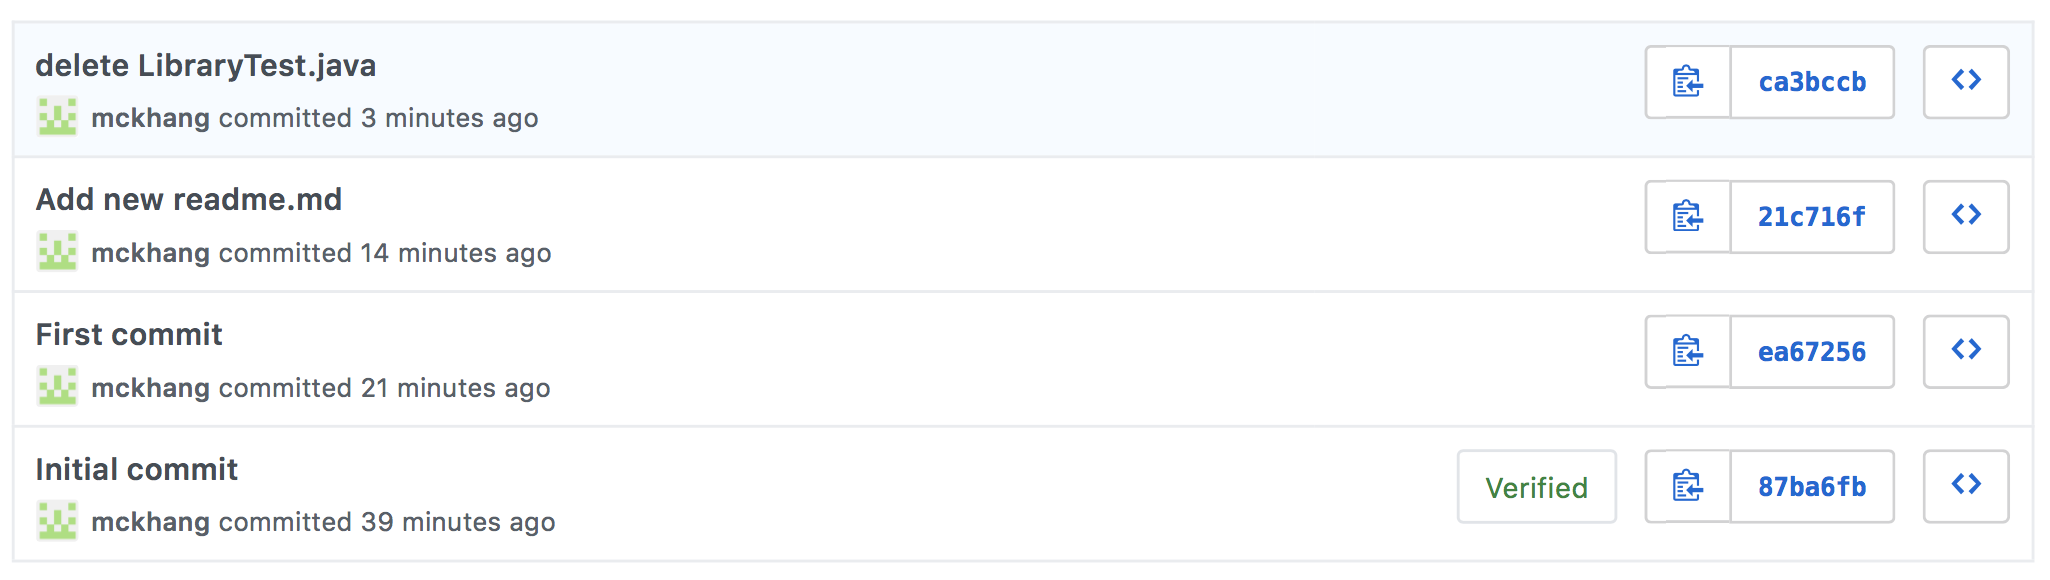 delete LibraryTest.java
mckhang committed 3 minutes ago
ca3bccb
Add new readme.md
mckhang committed 14 minutes ago
21c716f
First commit
mckhang committed 21 minutes ago
ea67256
Initial commit
mckhang committed 39 minutes ago
Verified
87ba6fb